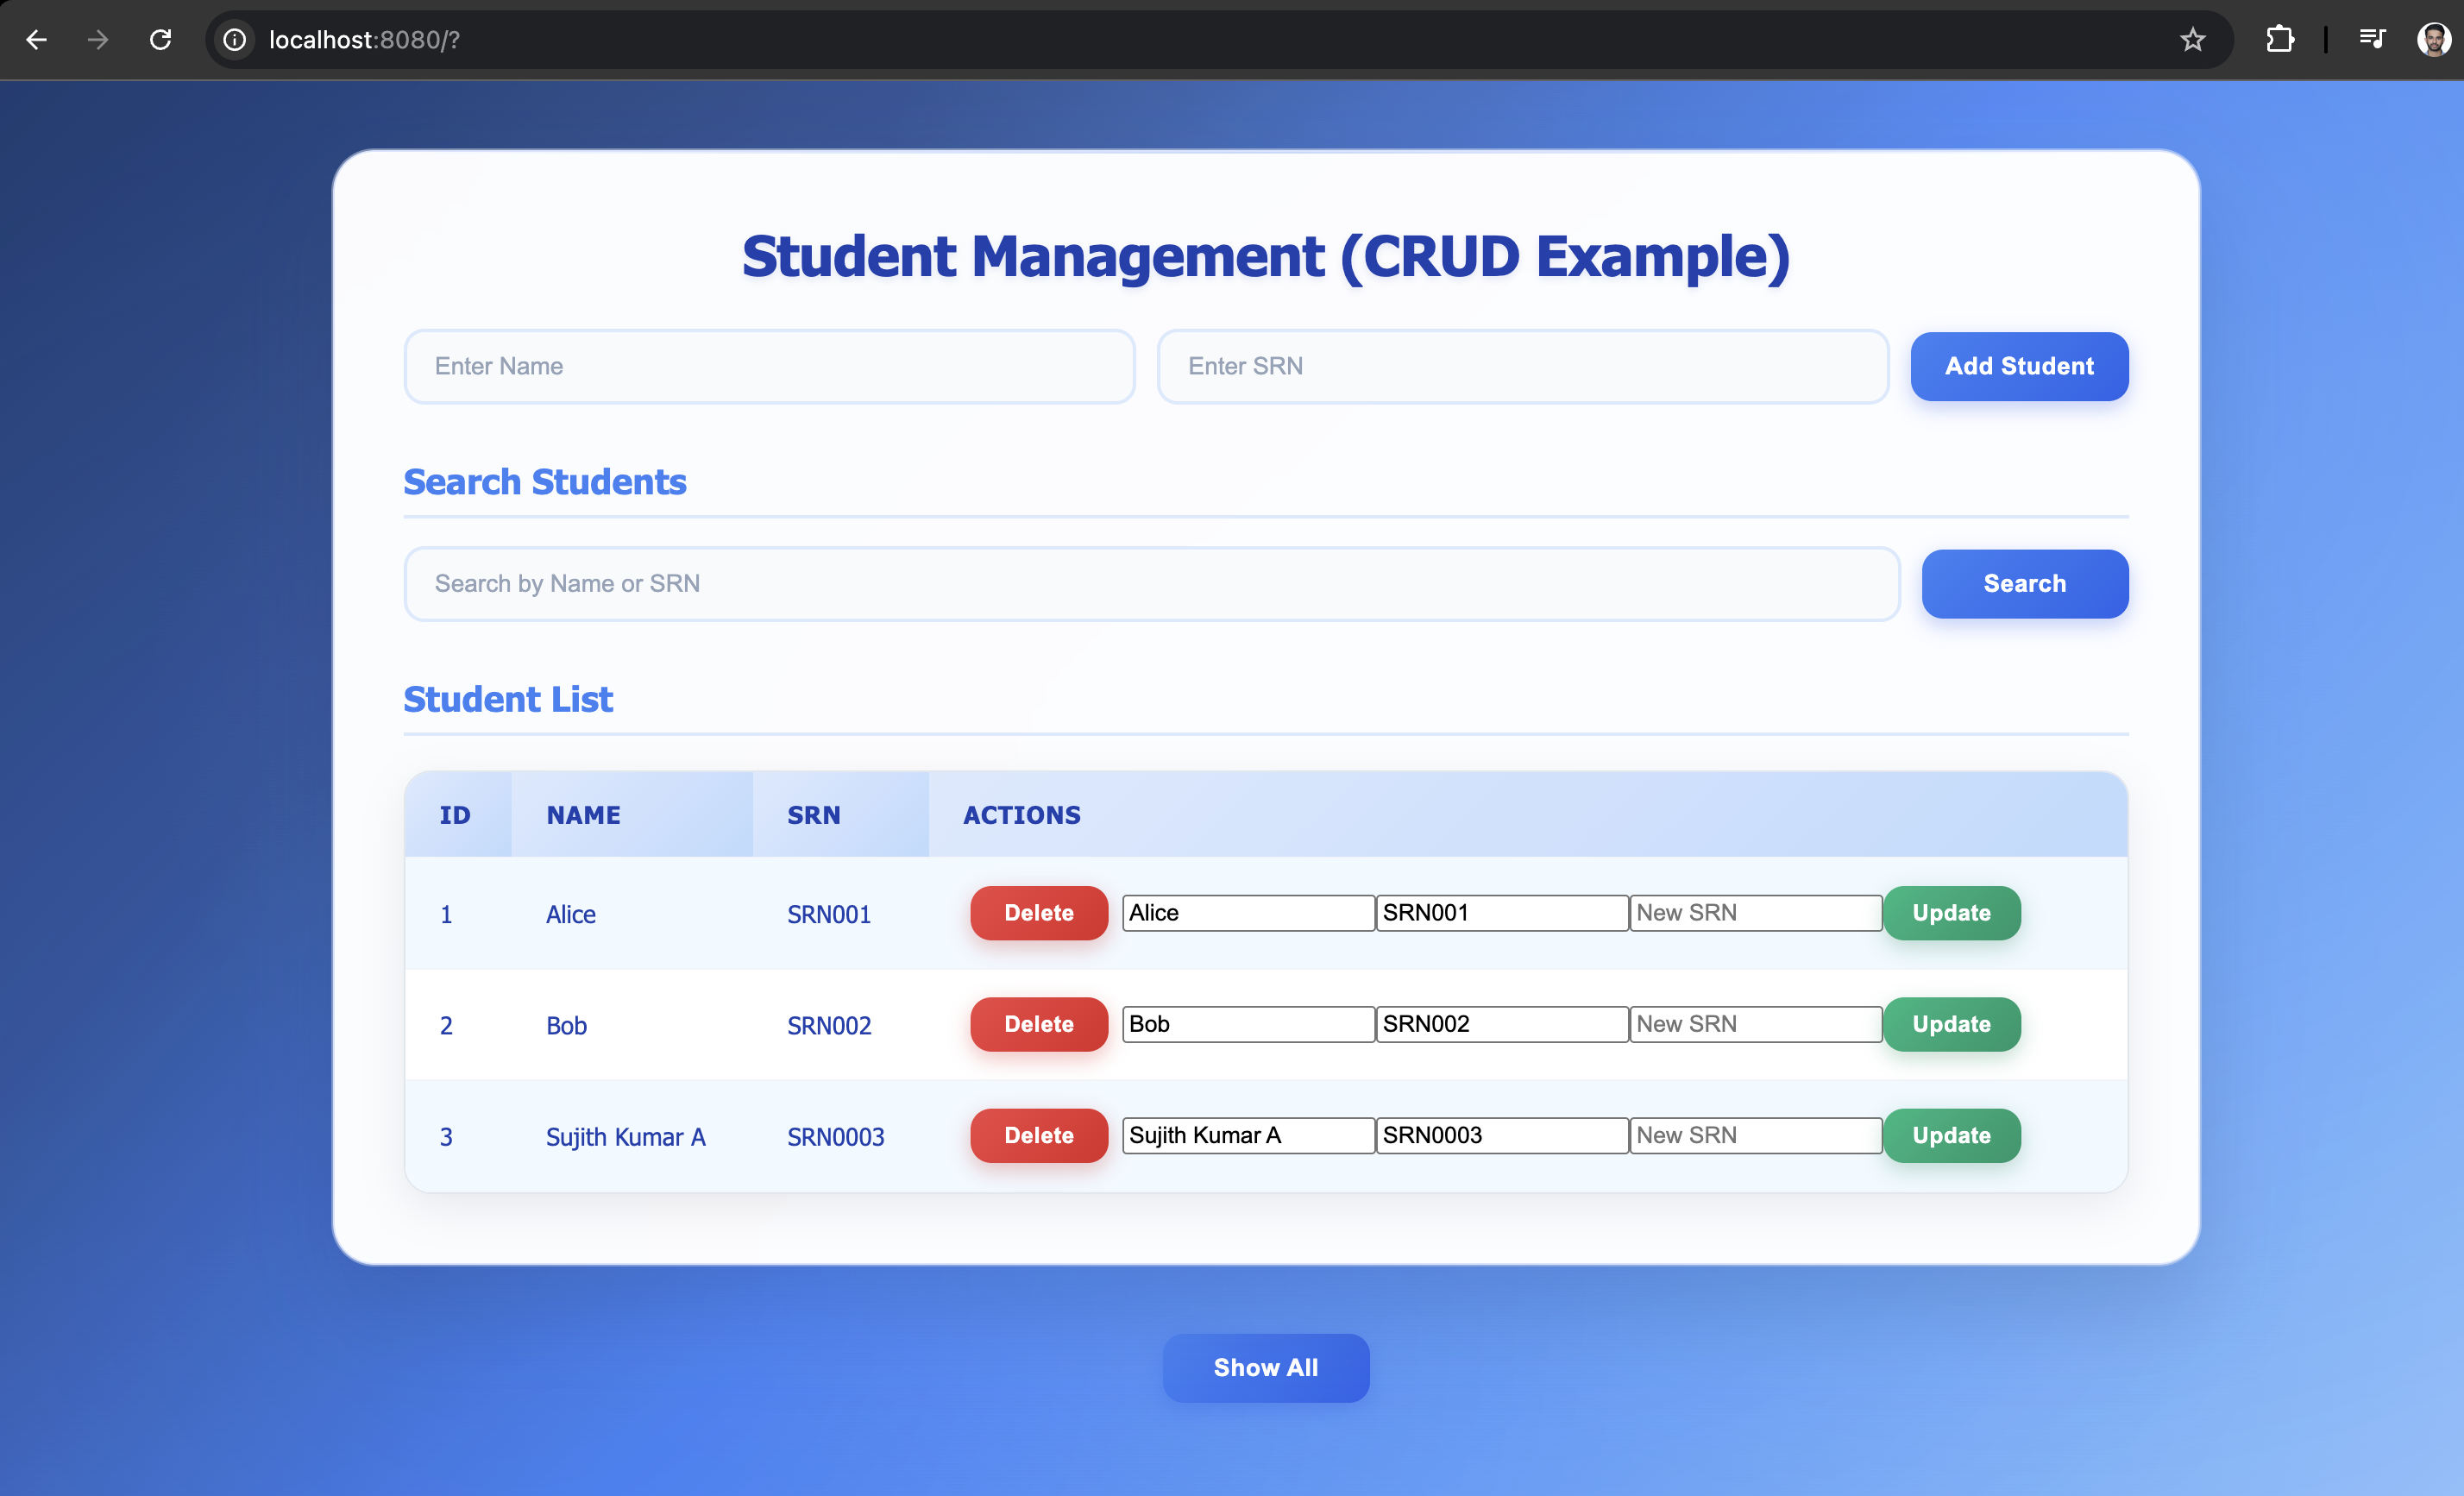 localhost:8080/?
Student Management (CRUD Example)
Enter Name Enter SRN Add Student
Search Students
Search by Name or SRN Search
Student List
ID NAME SRN ACTIONS
1 Alice SRN001 Delete Alice SRN001 New SRN Update
2 Bob SRN002 Delete Bob SRN002 New SRN Update
3 Sujith Kumar A SRN0003 Delete Sujith Kumar A SRN0003 New SRN Update
Show All